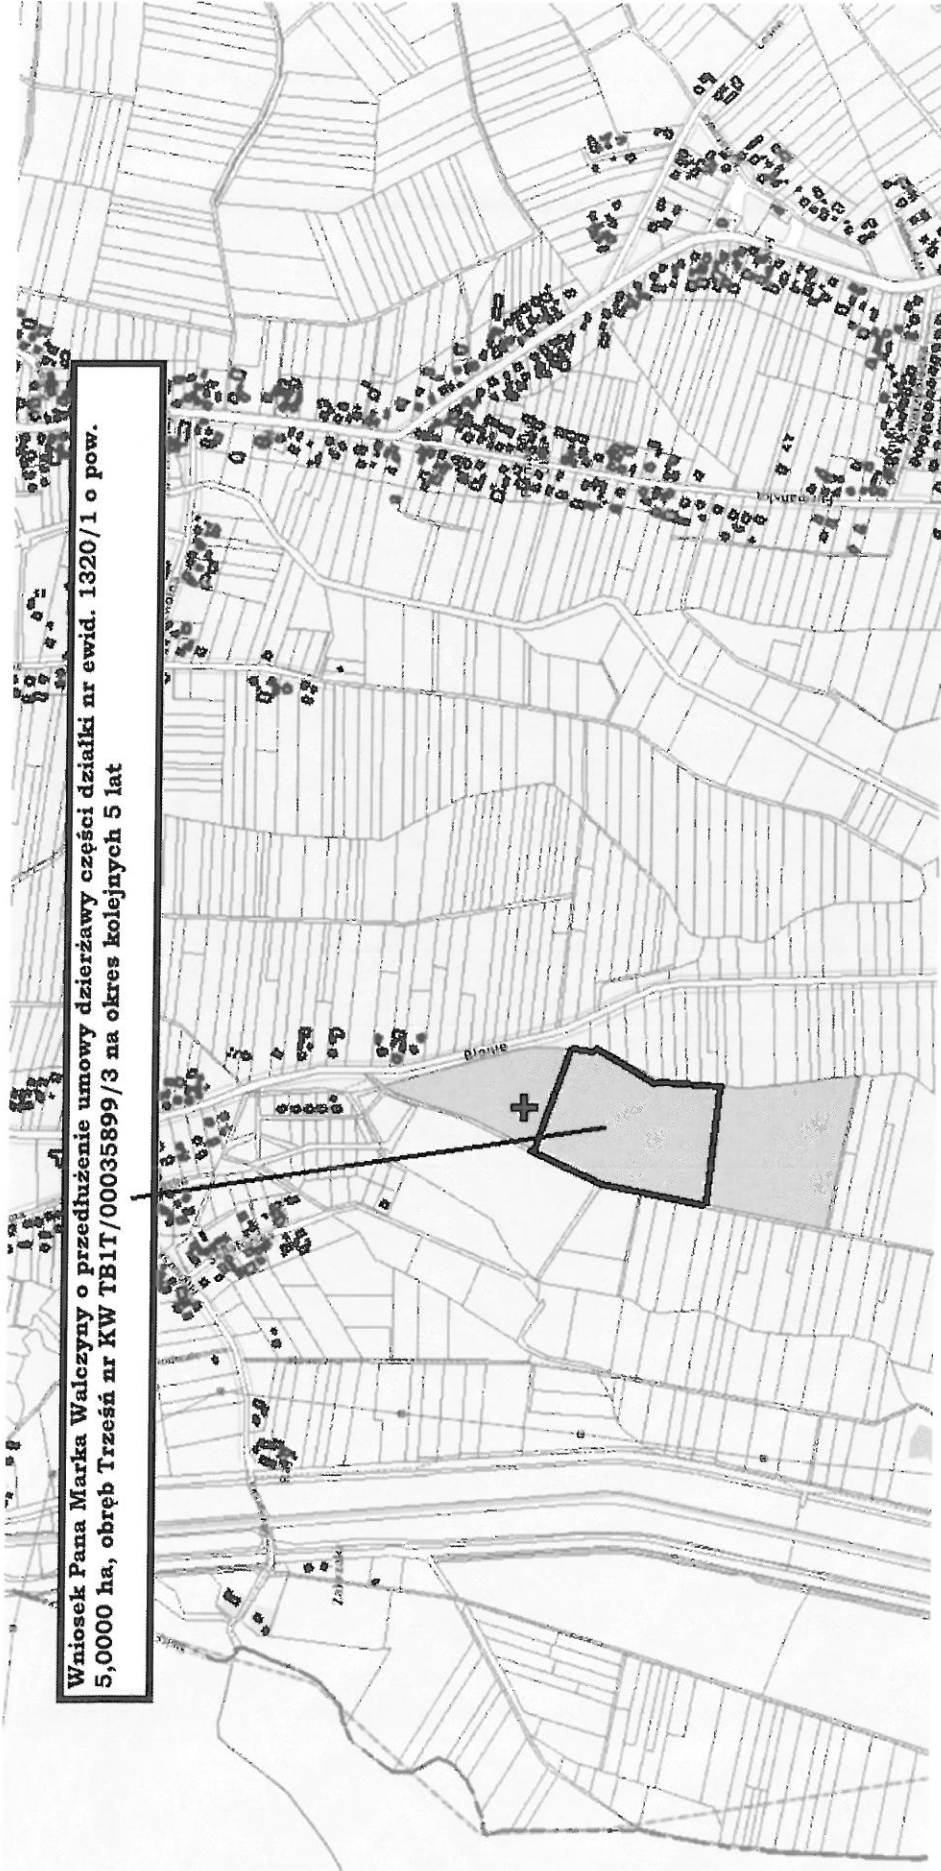 Wniosek Pana Marka Walczyny o przedłużenie umowy dzierżawy części działki nr ewid. 1320/1 o pow.
5,0000 ha, obręb Trześń nr KW TB1T/00035899/3 na okres kolejnych 5 lat